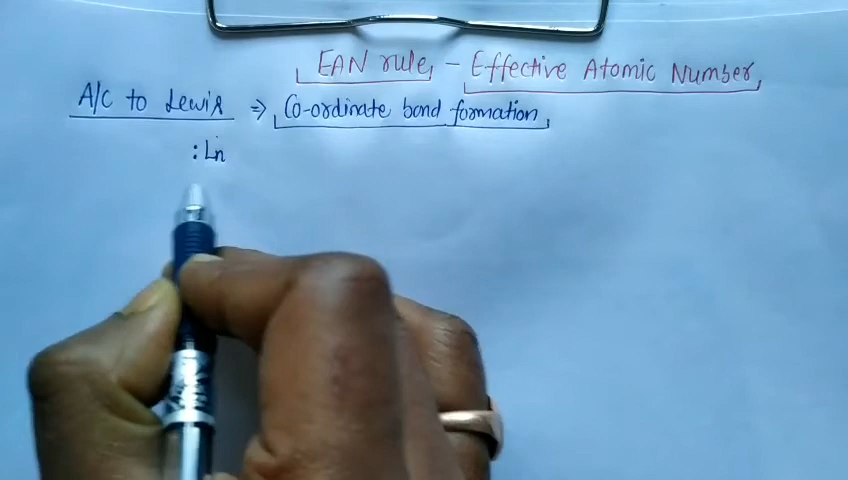 EAN rule - Effective Atomic Number
A/c to Lewis ⇒ Co-ordinate bond formation
:Ln